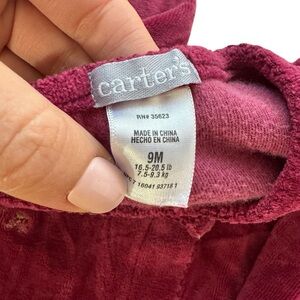 carter's
RN# 35623
MADE IN CHINA
HECHO EN CHINA
9M
16.5-20.5 lb
7.5-9.3 kg